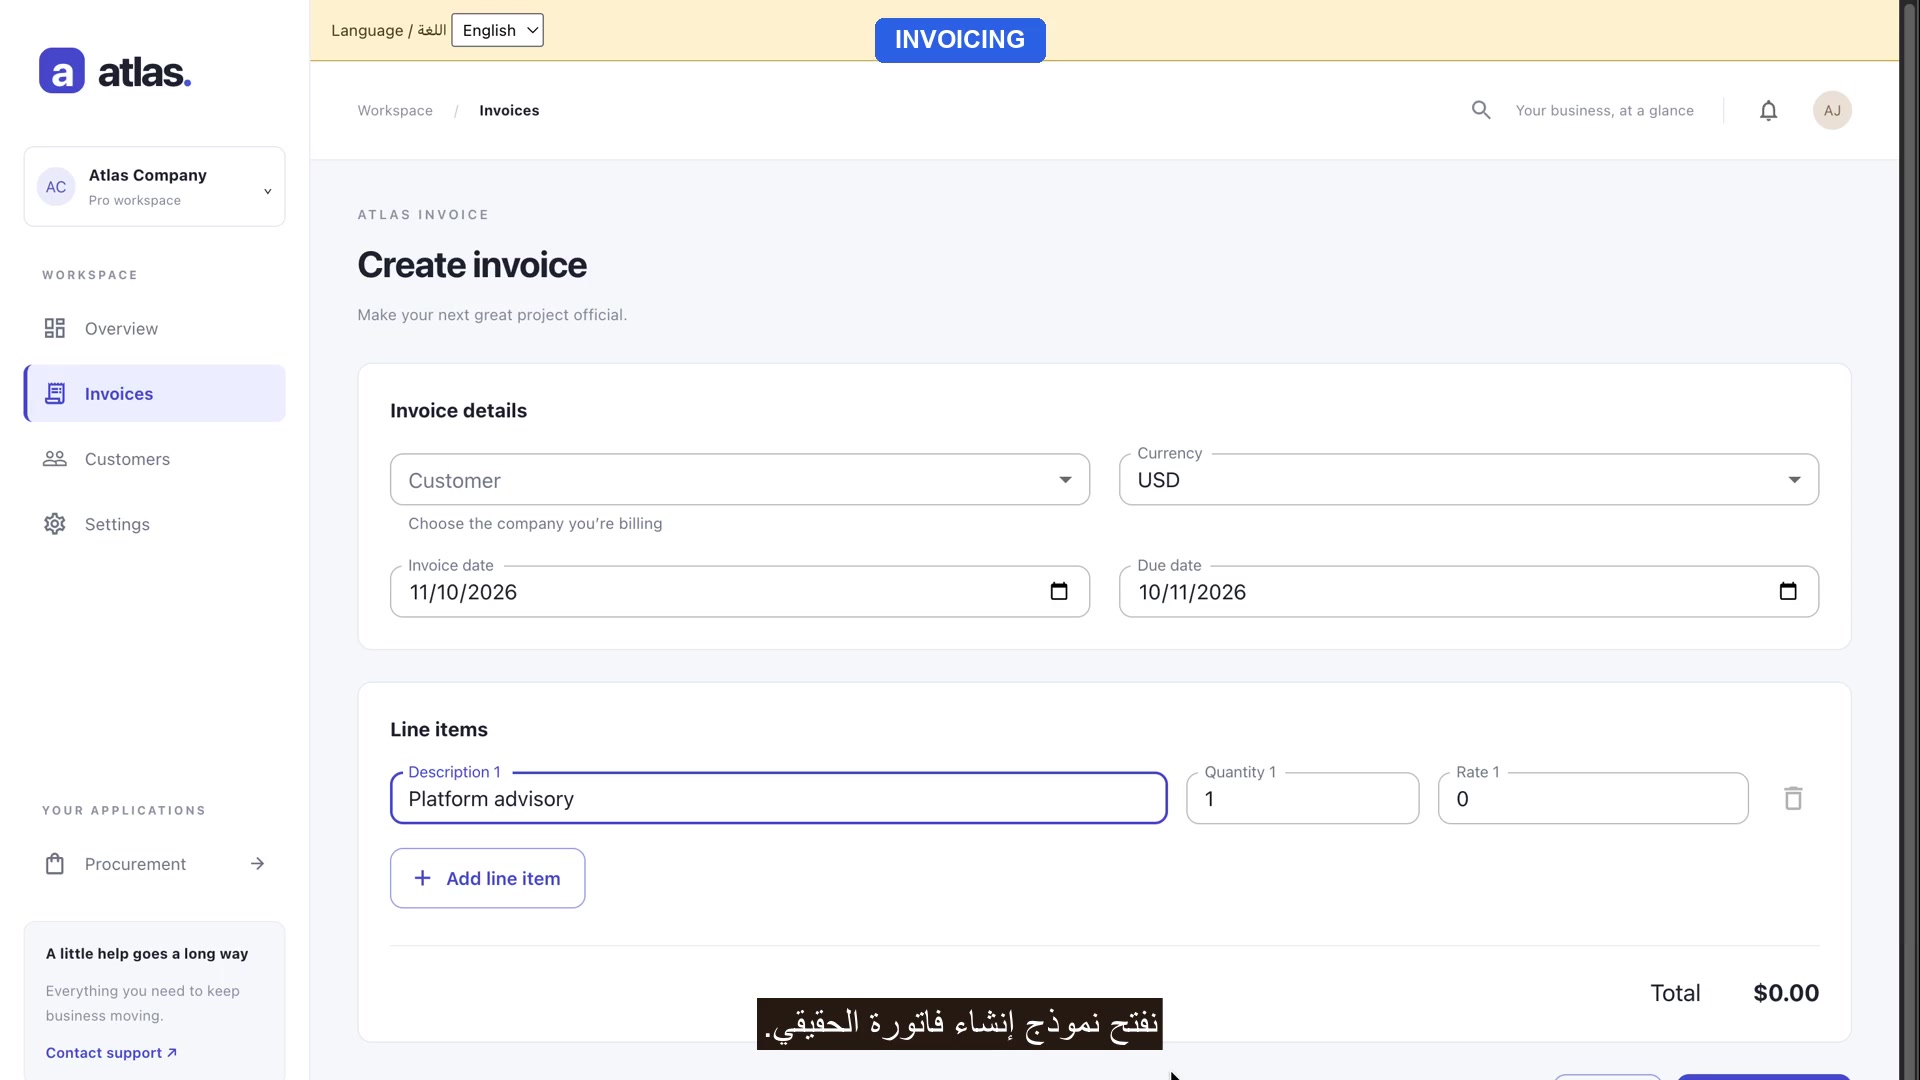 Language / اللغة English
INVOICING
a atlas.
Workspace / Invoices
Your business, at a glance
AJ
AC
Atlas Company
Pro workspace
WORKSPACE
Overview
Invoices
Customers
Settings
YOUR APPLICATIONS
Procurement
A little help goes a long way
Everything you need to keep
business moving.
Contact support ↗
ATLAS INVOICE
Create invoice
Make your next great project official.
Invoice details
Customer
Choose the company you’re billing
Currency
USD
Invoice date
11/10/2026
Due date
10/11/2026
Line items
Description 1
Platform advisory
Quantity 1
1
Rate 1
0
+ Add line item
Total $0.00
نفتح نموذج إنشاء فاتورة الحقيقي.